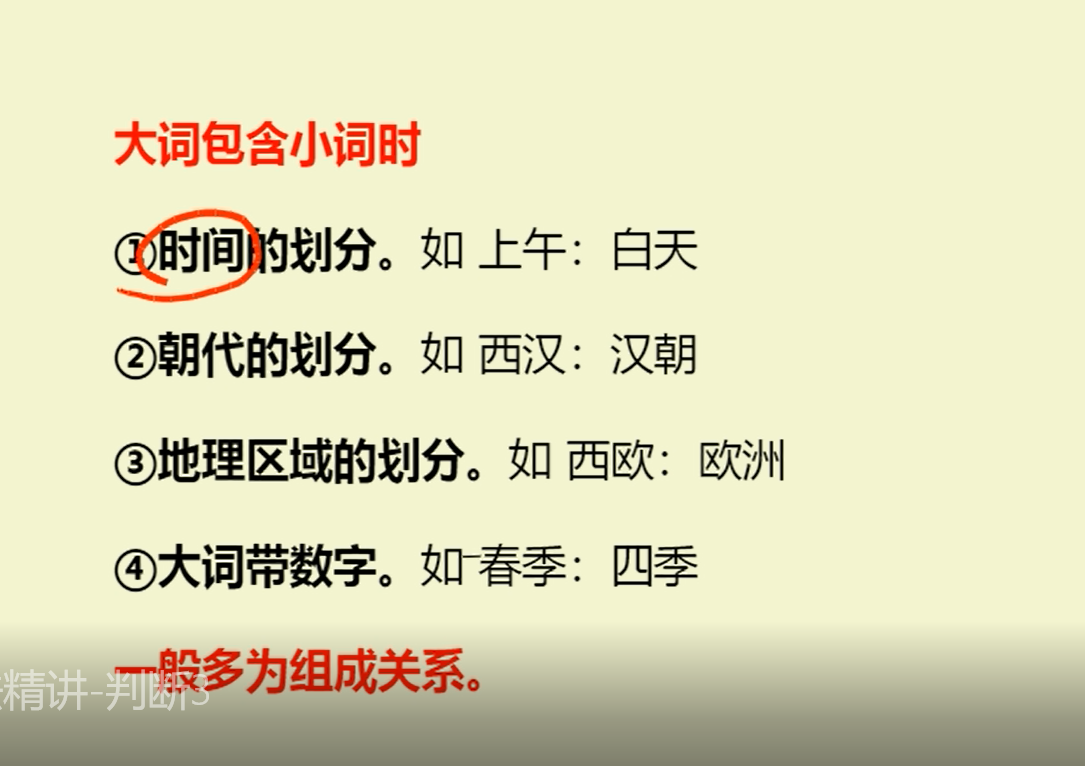 大词包含小词时
①时间的划分。如 上午：白天
②朝代的划分。如 西汉：汉朝
③地理区域的划分。如 西欧：欧洲
④大词带数字。如 春季：四季
一般多为组成关系。
精讲-判断3